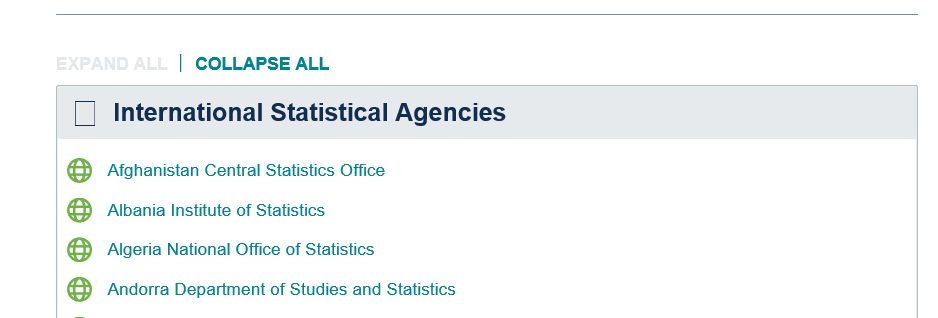 EXPAND ALL | COLLAPSE ALL
International Statistical Agencies
Afghanistan Central Statistics Office
Albania Institute of Statistics
Algeria National Office of Statistics
Andorra Department of Studies and Statistics